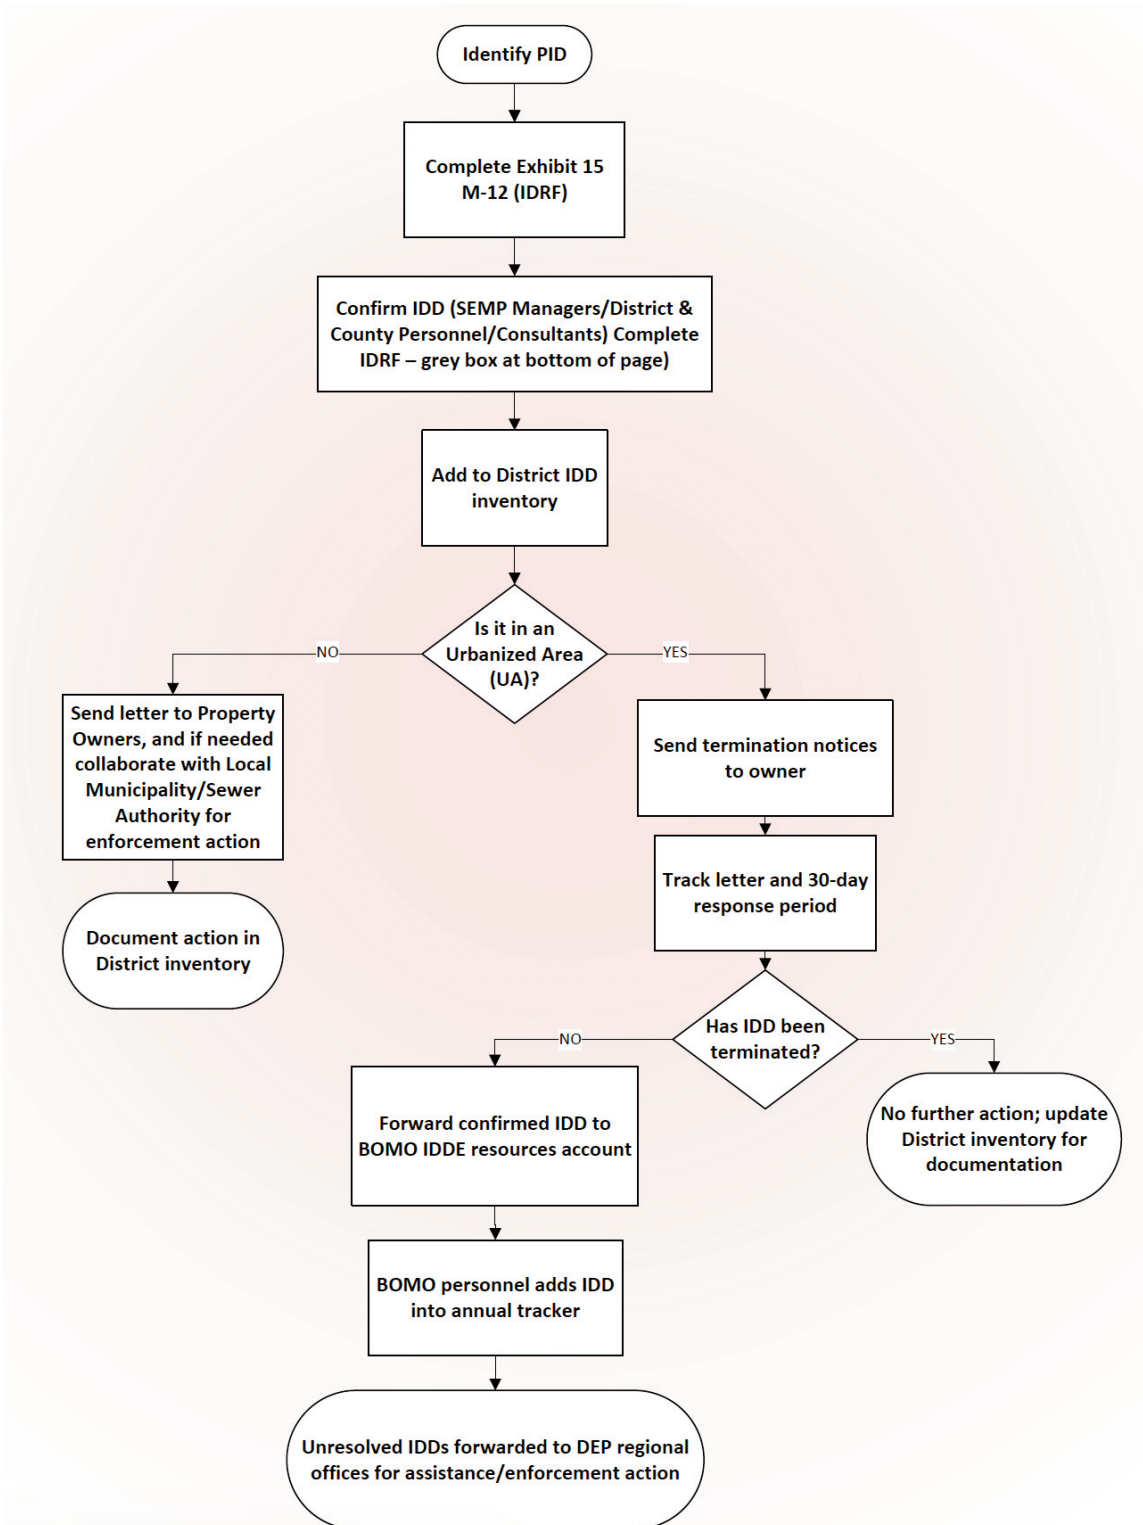 Identify PID
Complete Exhibit 15
M-12 (IDRF)
Confirm IDD (SEMP Managers/District &
County Personnel/Consultants) Complete
IDRF – grey box at bottom of page)
Add to District IDD
inventory
Is it in an
Urbanized Area
(UA)?
NO
YES
Send letter to Property
Owners, and if needed
collaborate with Local
Municipality/Sewer
Authority for
enforcement action
Document action in
District inventory
Send termination notices
to owner
Track letter and 30-day
response period
Has IDD been
terminated?
NO
YES
Forward confirmed IDD to
BOMO IDDE resources account
No further action; update
District inventory for
documentation
BOMO personnel adds IDD
into annual tracker
Unresolved IDDs forwarded to DEP regional
offices for assistance/enforcement action